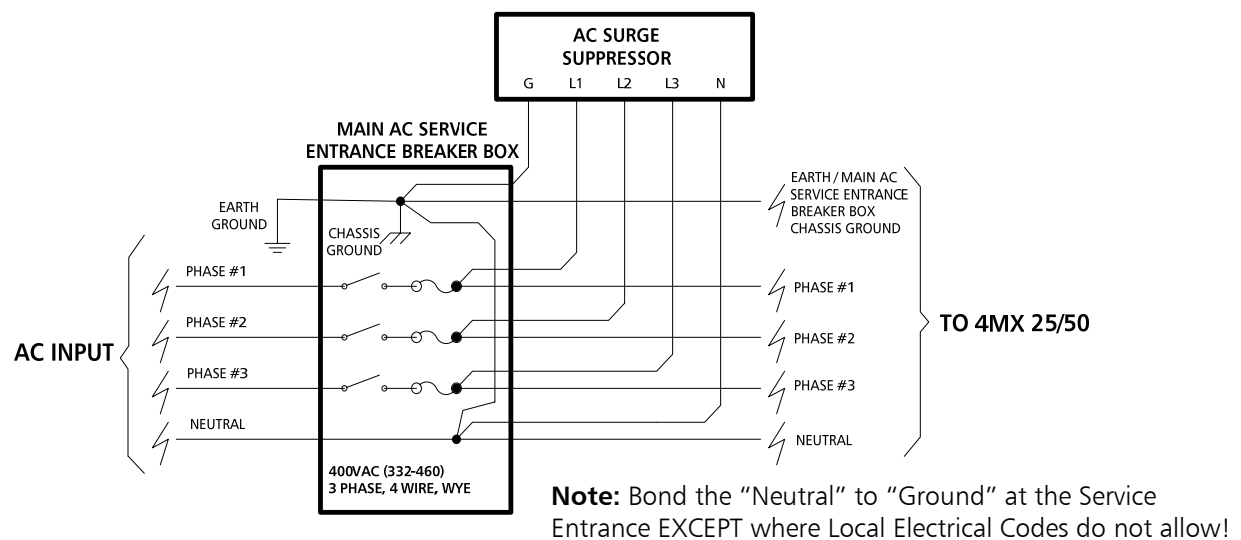 AC SURGE
SUPPRESSOR
G L1 L2 L3 N
MAIN AC SERVICE
ENTRANCE BREAKER BOX
EARTH
GROUND
CHASSIS
GROUND
EARTH / MAIN AC
SERVICE ENTRANCE
BREAKER BOX
CHASSIS GROUND
AC INPUT
PHASE #1
PHASE #2
PHASE #3
NEUTRAL
PHASE #1
PHASE #2
PHASE #3
NEUTRAL
TO 4MX 25/50
400VAC (332-460)
3 PHASE, 4 WIRE, WYE
Note: Bond the “Neutral” to “Ground” at the Service
Entrance EXCEPT where Local Electrical Codes do not allow!